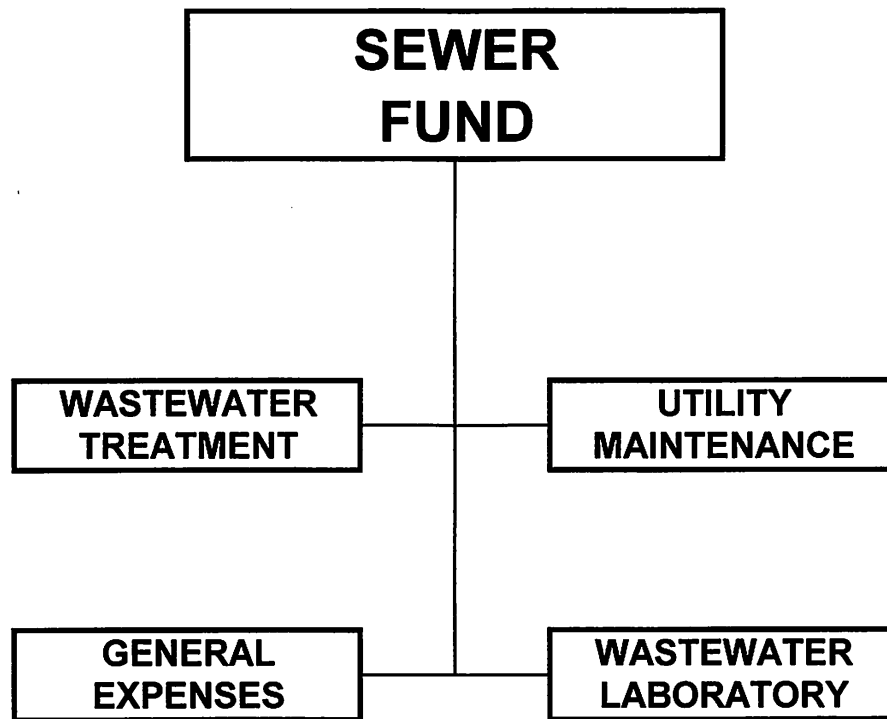 SEWER
FUND
WASTEWATER
TREATMENT
UTILITY
MAINTENANCE
GENERAL
EXPENSES
WASTEWATER
LABORATORY